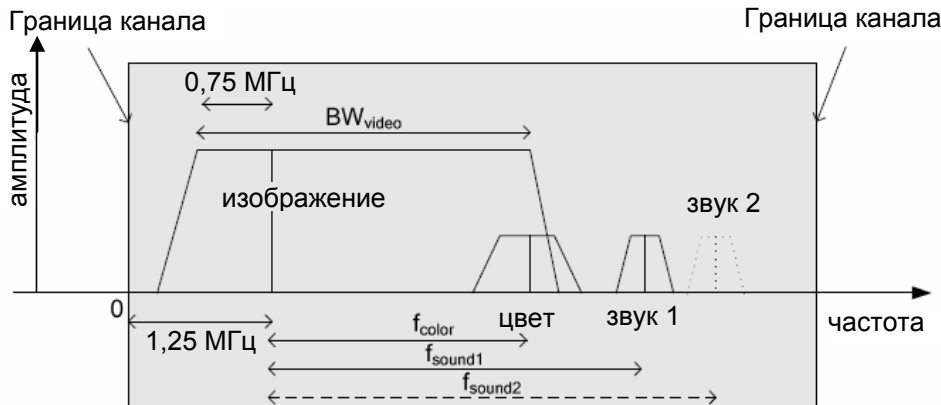 Граница канала
Граница канала
амплитуда
0,75 МГц
BWvideo
изображение
звук 2
0
1,25 МГц
fcolor
цвет
звук 1
частота
fsound1
fsound2